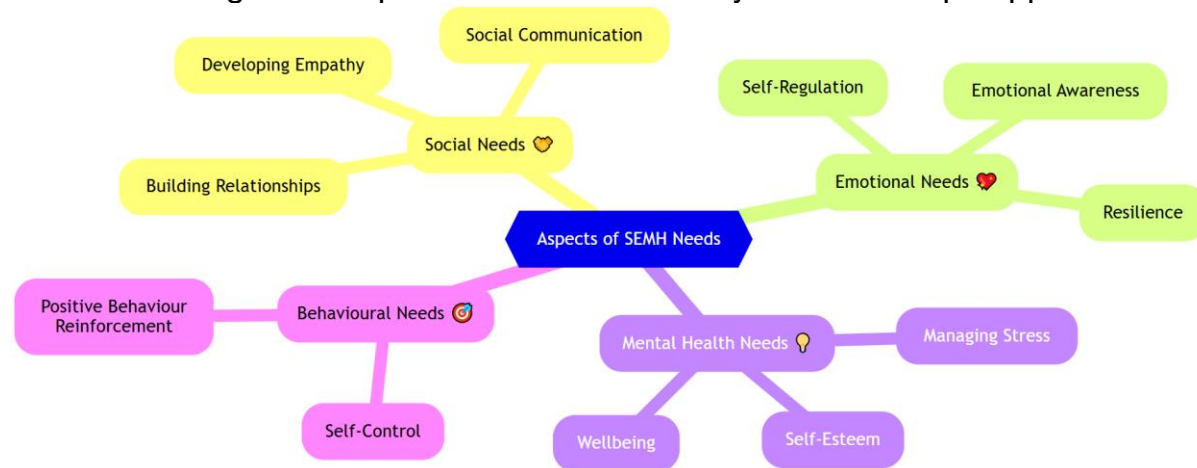 Social Communication
Developing Empathy
Social Needs
Building Relationships
Self-Regulation
Emotional Awareness
Emotional Needs
Resilience
Aspects of SEMH Needs
Positive Behaviour
Reinforcement
Behavioural Needs
Self-Control
Mental Health Needs
Managing Stress
Wellbeing
Self-Esteem